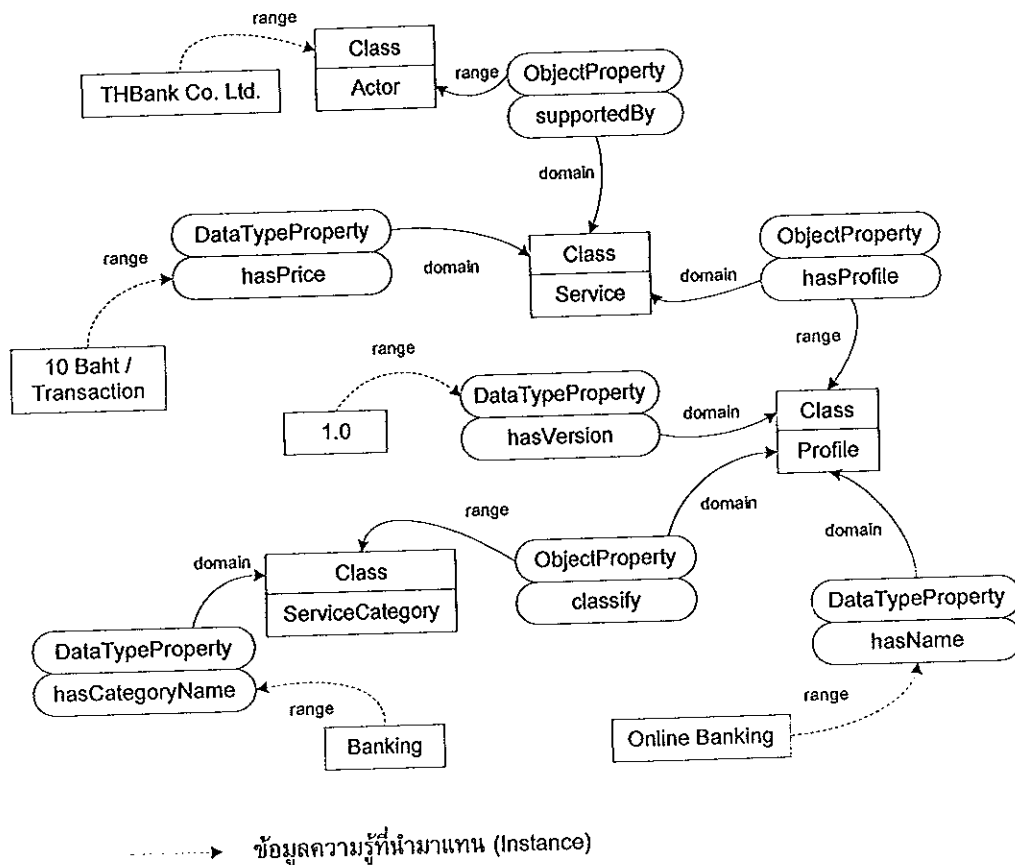 range
Class
Actor
THBank Co. Ltd.
range
ObjectProperty
supportedBy
domain
DataTypeProperty
hasPrice
range
domain
Class
Service
ObjectProperty
hasProfile
domain
range
10 Baht /
Transaction
range
1.0
DataTypeProperty
hasVersion
domain
Class
Profile
range
domain
domain
domain
Class
ServiceCategory
ObjectProperty
classify
DataTypeProperty
hasName
DataTypeProperty
hasCategoryName
range
Banking
range
Online Banking
ข้อมูลความรู้ที่นำมาแทน (Instance)